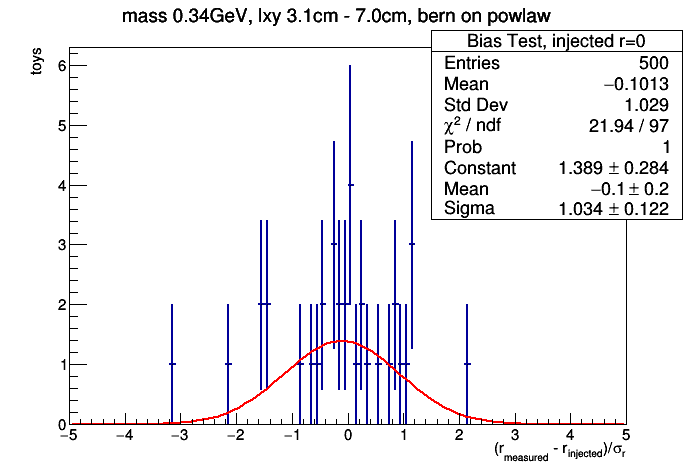 mass 0.34GeV, lxy 3.1cm - 7.0cm, bern on powlaw
Bias Test, injected r=0
Entries 500
Mean −0.1013
Std Dev 1.029
χ² / ndf 21.94 / 97
Prob 1
Constant 1.389 ± 0.284
Mean −0.1 ± 0.2
Sigma 1.034 ± 0.122
toys
6
5
4
3
2
1
0
−5 −4 −3 −2 −1 0 1 2 3 4 5
(r_measured - r_injected)/σ_r